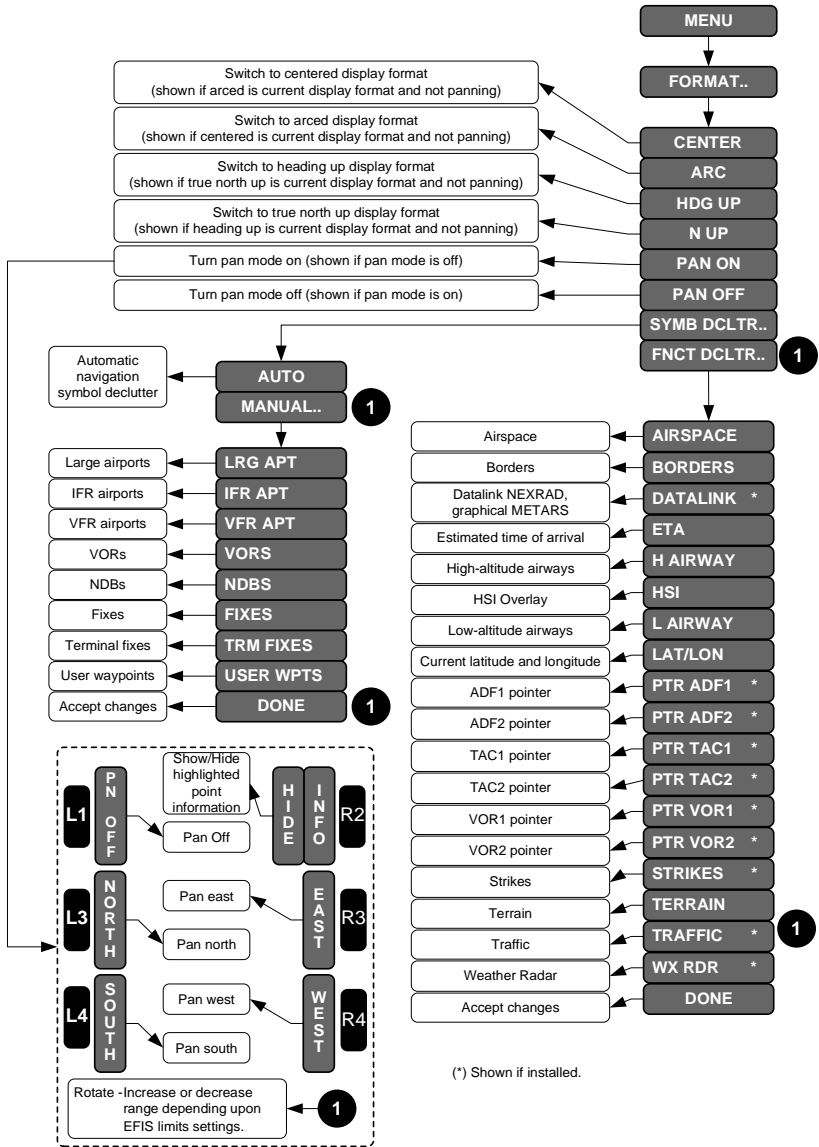 MENU
FORMAT..
Switch to centered display format
(shown if arced is current display format and not panning)
CENTER
Switch to arced display format
(shown if centered is current display format and not panning)
ARC
Switch to heading up display format
(shown if true north up is current display format and not panning)
HDG UP
Switch to true north up display format
(shown if heading up is current display format and not panning)
N UP
Turn pan mode on (shown if pan mode is off)
PAN ON
Turn pan mode off (shown if pan mode is on)
PAN OFF
SYMB DCLTR..
FNCT DCLTR..
1
Automatic
navigation
symbol declutter
AUTO
MANUAL..
1
Large airports
LRG APT
IFR airports
IFR APT
VFR airports
VFR APT
VORs
VORS
NDBs
NDBS
Fixes
FIXES
Terminal fixes
TRM FIXES
User waypoints
USER WPTS
Accept changes
DONE
1
Airspace
AIRSPACE
Borders
BORDERS
Datalink NEXRAD,
graphical METARS
DATALINK *
Estimated time of arrival
ETA
High-altitude airways
H AIRWAY
HSI Overlay
HSI
Low-altitude airways
L AIRWAY
Current latitude and longitude
LAT/LON
ADF1 pointer
PTR ADF1 *
ADF2 pointer
PTR ADF2 *
TAC1 pointer
PTR TAC1 *
TAC2 pointer
PTR TAC2 *
VOR1 pointer
PTR VOR1 *
VOR2 pointer
PTR VOR2 *
Strikes
STRIKES *
Terrain
TERRAIN
Traffic
TRAFFIC *
1
Weather Radar
WX RDR *
Accept changes
DONE
(*) Shown if installed.
L1
PN OFF
Pan Off
Show/Hide
highlighted
point
information
HIDE
INFO
R2
L3
NORTH
Pan north
Pan east
EAST
R3
L4
SOUTH
Pan south
Pan west
WEST
R4
Rotate -Increase or decrease
range depending upon
EFIS limits settings.
1